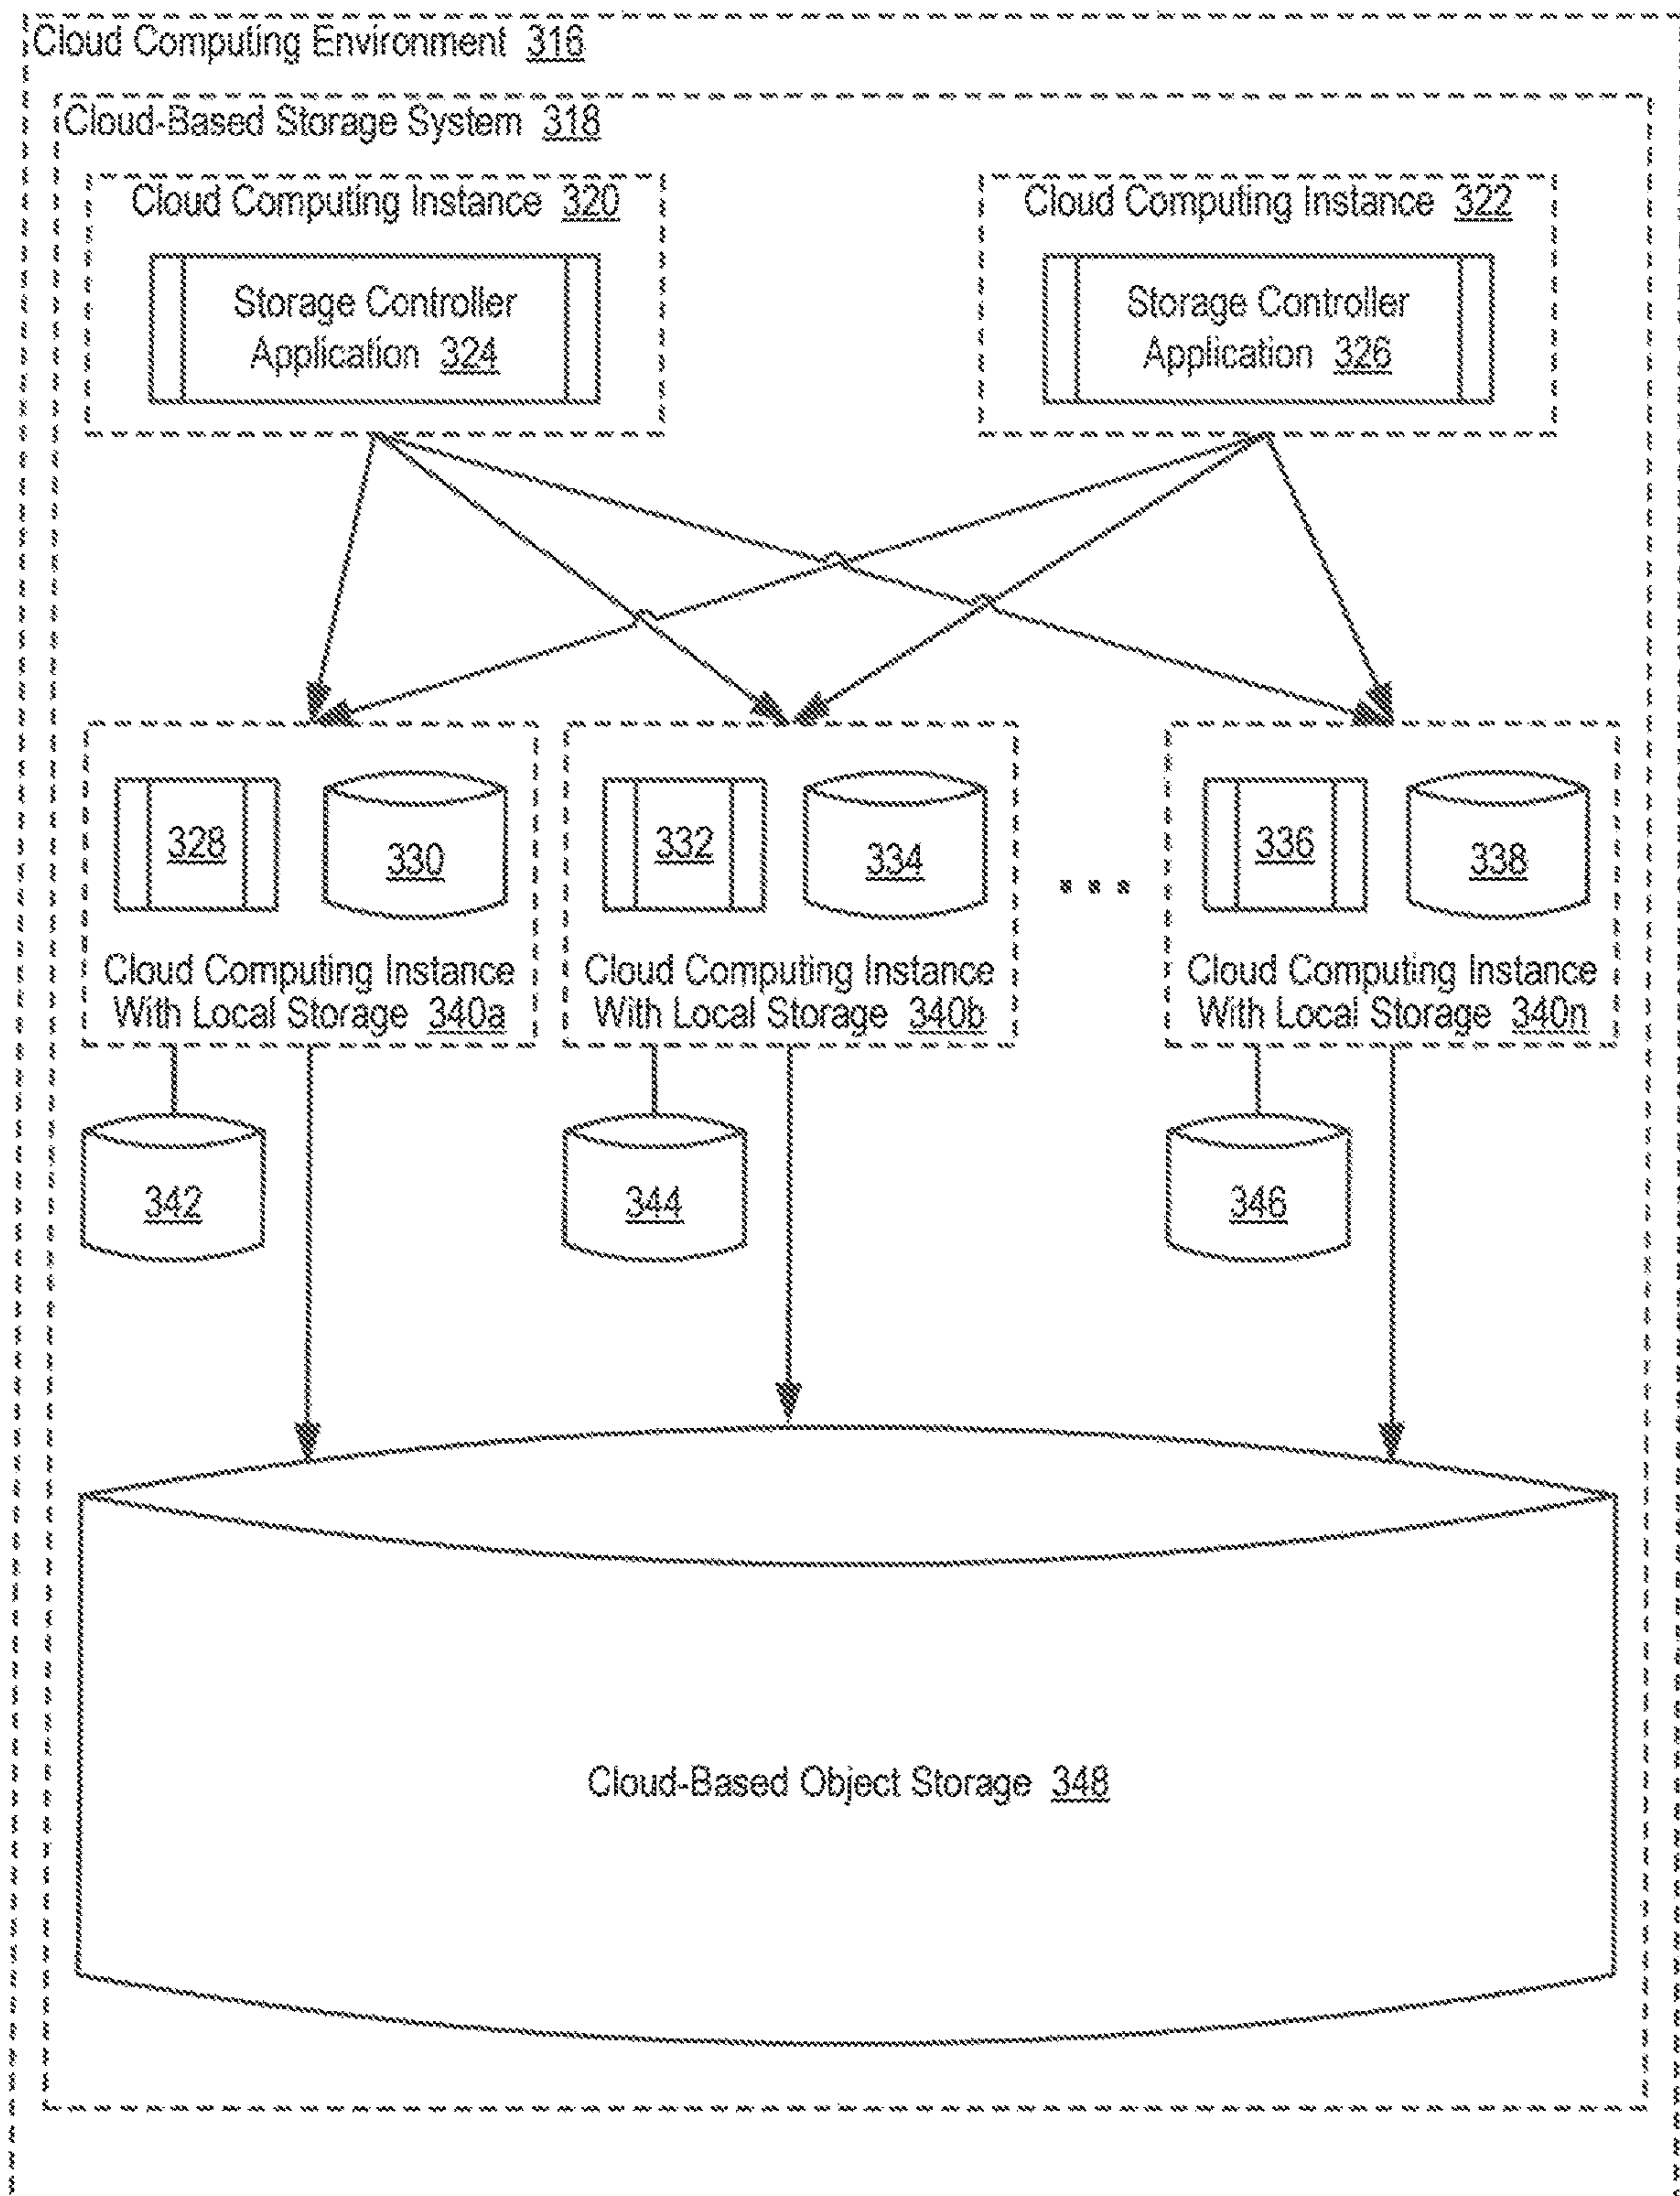 Cloud Computing Environment 316
Cloud-Based Storage System 318
Cloud Computing Instance 320
Storage Controller
Application 324
Cloud Computing Instance 322
Storage Controller
Application 326
328
330
Cloud Computing Instance
With Local Storage 340a
332
334
Cloud Computing Instance
With Local Storage 340b
...
336
338
Cloud Computing Instance
With Local Storage 340n
342
344
346
Cloud-Based Object Storage 348